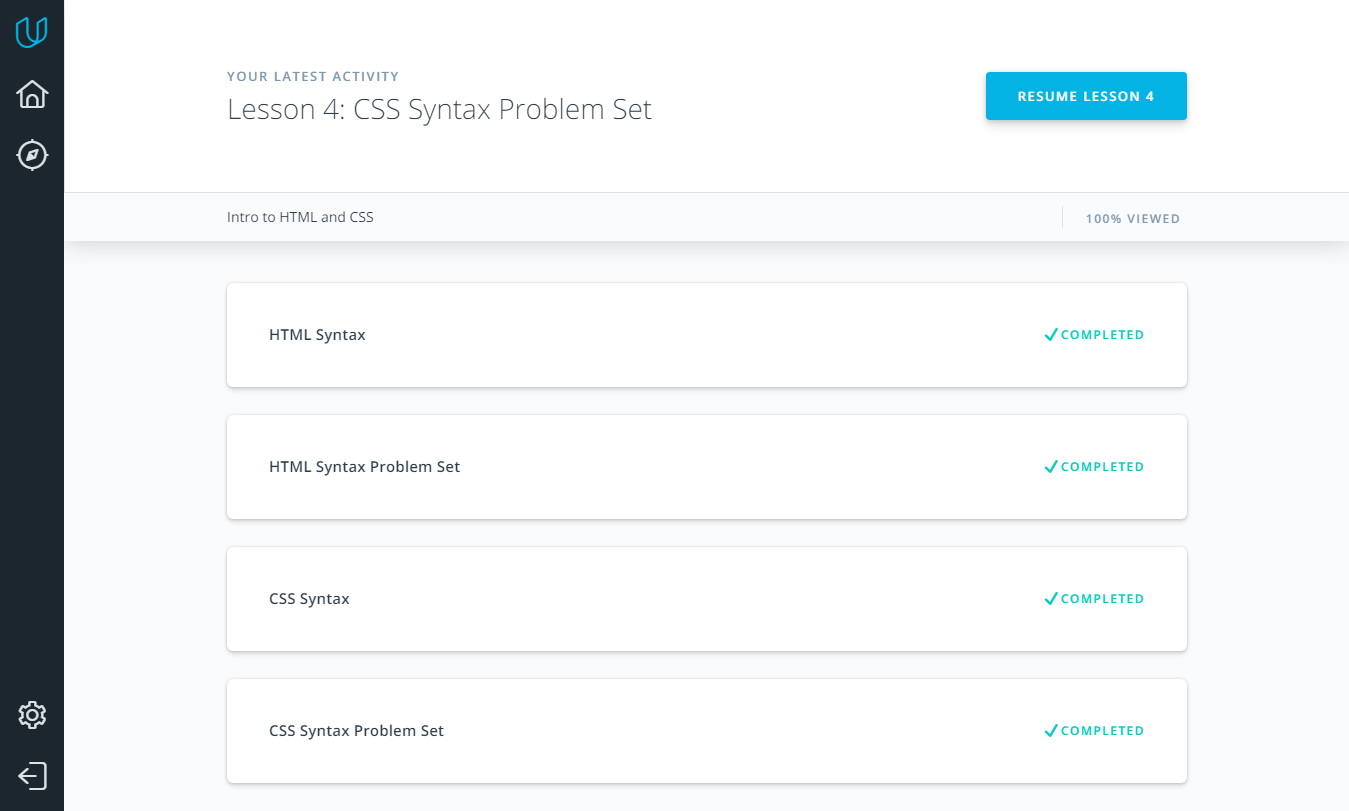 YOUR LATEST ACTIVITY
Lesson 4: CSS Syntax Problem Set
RESUME LESSON 4
Intro to HTML and CSS
100% VIEWED
HTML Syntax
COMPLETED
HTML Syntax Problem Set
COMPLETED
CSS Syntax
COMPLETED
CSS Syntax Problem Set
COMPLETED